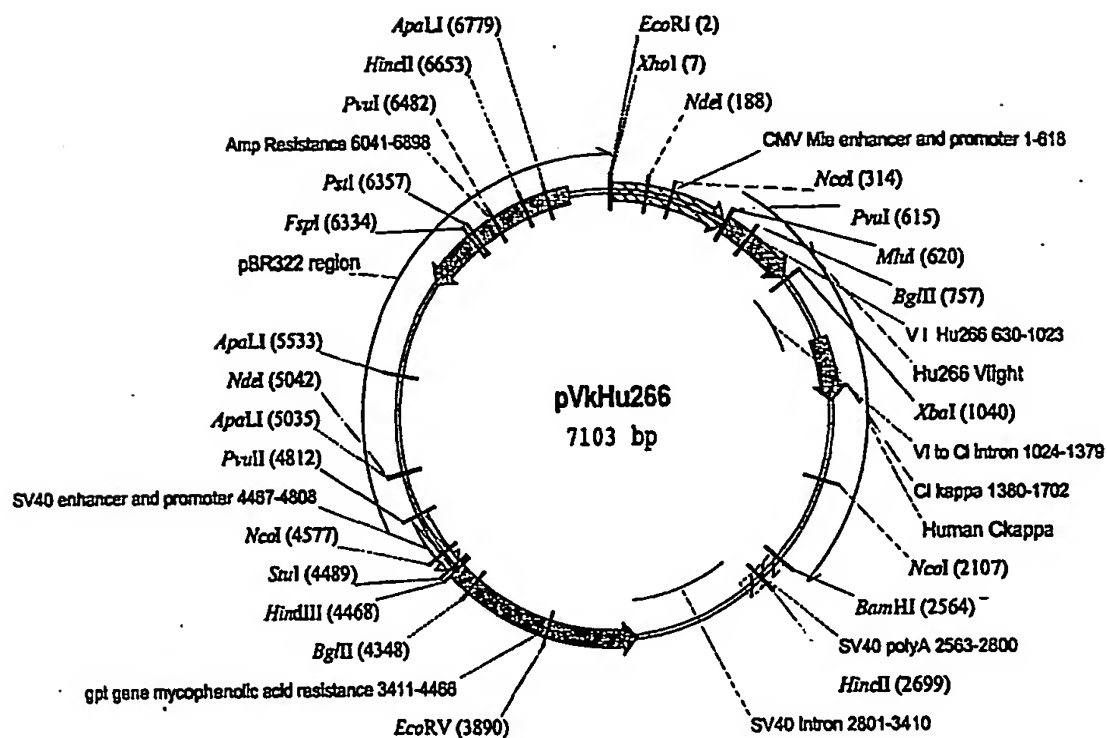 ApaLI (6779)
HincII (6653)
PvuI (6482)
Amp Resistance 6041-6898
PstI (6357)
FspI (6334)
pBR322 region
ApaLI (5533)
NdeI (5042)
ApaLI (5035)
PvuII (4812)
SV40 enhancer and promoter 4487-4808
NcoI (4577)
StuI (4489)
HindIII (4468)
BglII (4348)
gpt gene mycophenolic acid resistance 3411-4468
EcoRV (3890)
EcoRI (2)
XhoI (7)
NdeI (188)
CMV Mie enhancer and promoter 1-618
NcoI (314)
PvuI (615)
MluI (620)
BglII (757)
V l Hu266 630-1023
Hu266 Vlight
XbaI (1040)
Vl to Cl Intron 1024-1379
Cl kappa 1380-1702
Human Ckappa
NcoI (2107)
BamHI (2564)
SV40 polyA 2563-2800
HincII (2699)
SV40 Intron 2801-3410
pVkHu266
7103 bp